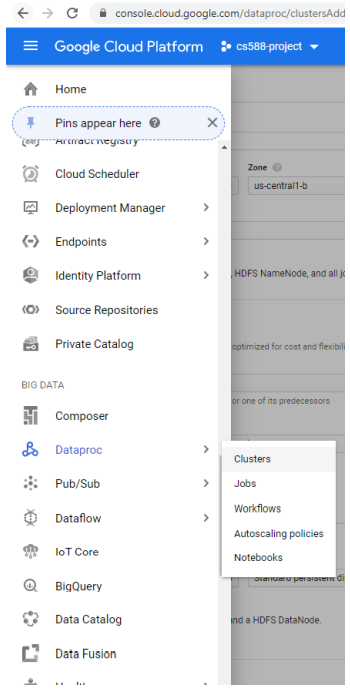 console.cloud.google.com/dataproc/clustersAdd
Google Cloud Platform
cs588-project
Home
Pins appear here
Artifact Registry
Zone
Cloud Scheduler
us-central1-b
Deployment Manager
Endpoints
Identity Platform
, HDFS NameNode, and all jo
Source Repositories
Private Catalog
optimized for cost and flexibili
BIG DATA
or one of its predecessors
Composer
Dataproc
Clusters
Jobs
Pub/Sub
Workflows
Dataflow
Autoscaling policies
IoT Core
Notebooks
BigQuery
Standard persistent di
Data Catalog
and a HDFS DataNode.
Data Fusion